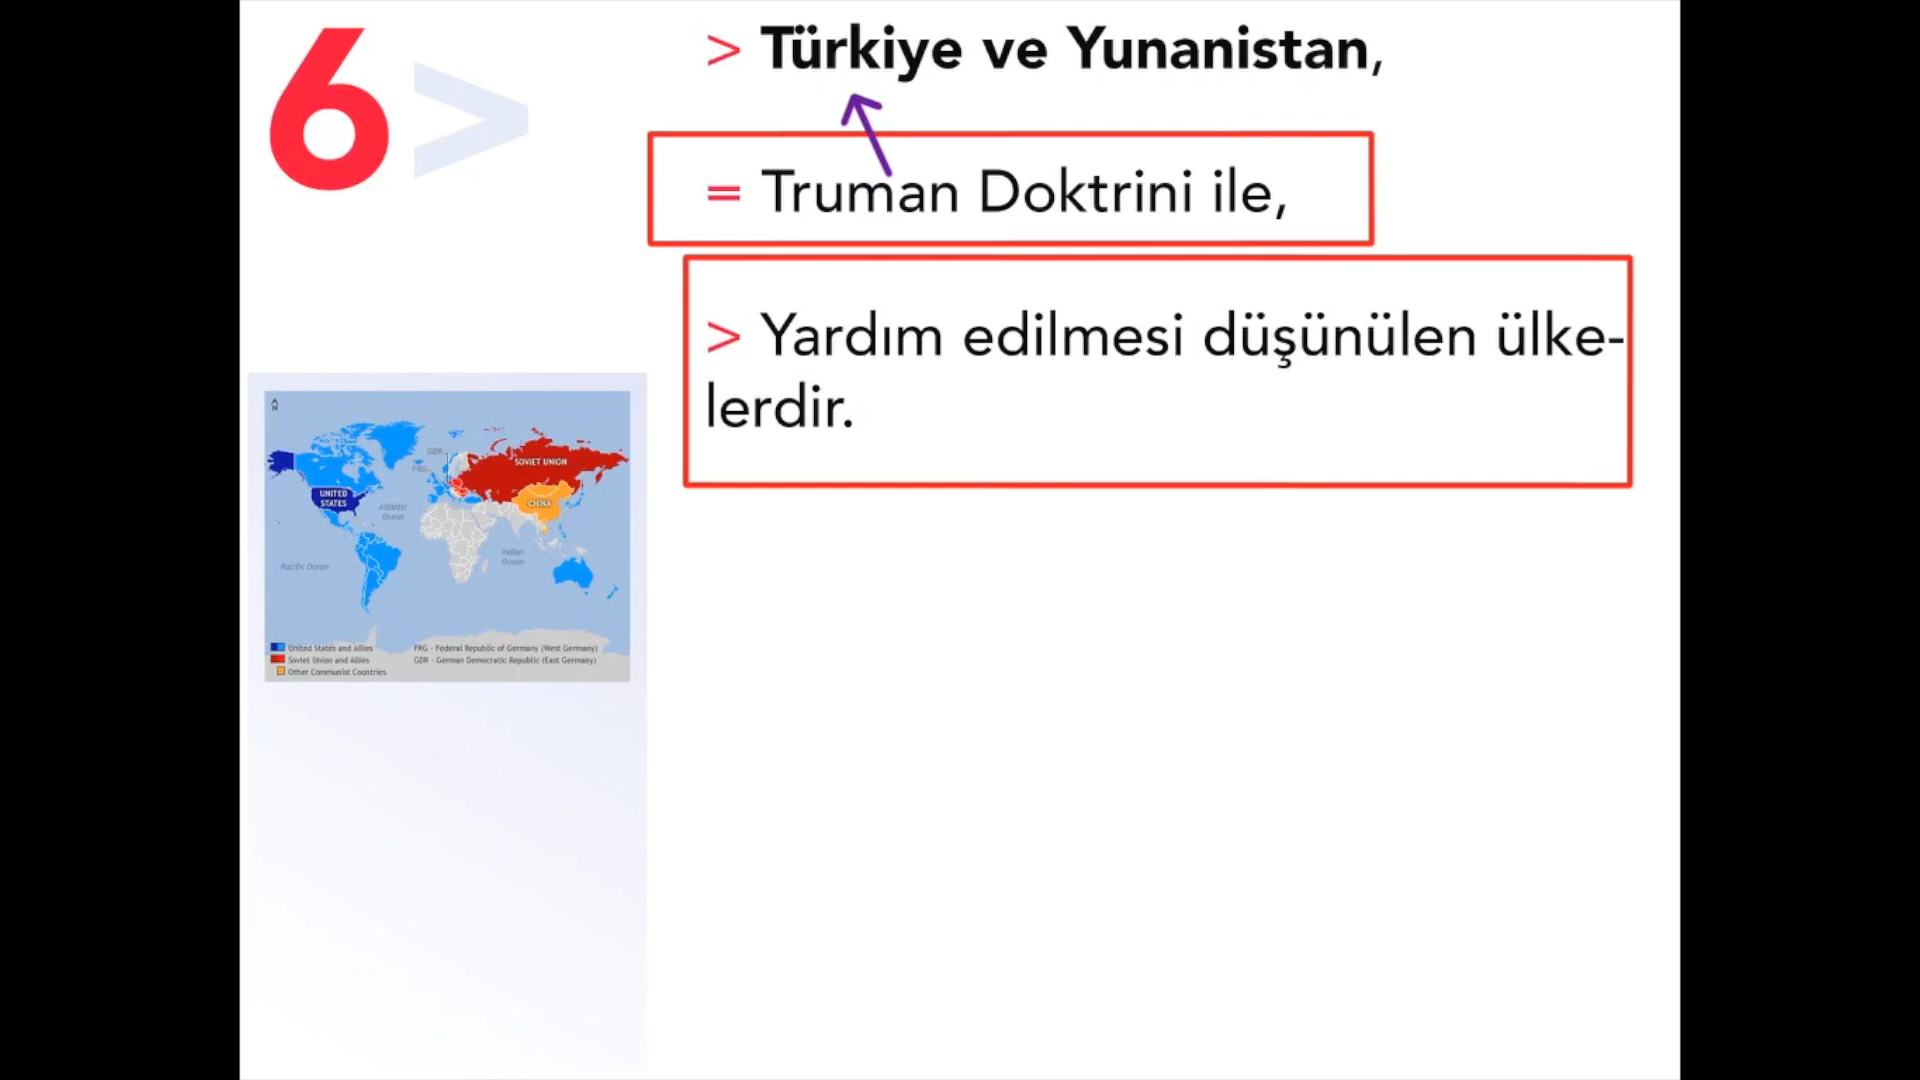 6>
> Türkiye ve Yunanistan,
= Truman Doktrini ile,
> Yardım edilmesi düşünülen ülke-
lerdir.
GDR
FRG
SOVIET UNION
UNITED
STATES
CHINA
Atlantic
Ocean
Indian
Ocean
Pacific Ocean
United States and Allies
Soviet Union and Allies
Other Communist Countries
FRG - Federal Republic of Germany (West Germany)
GDR - German Democratic Republic (East Germany)